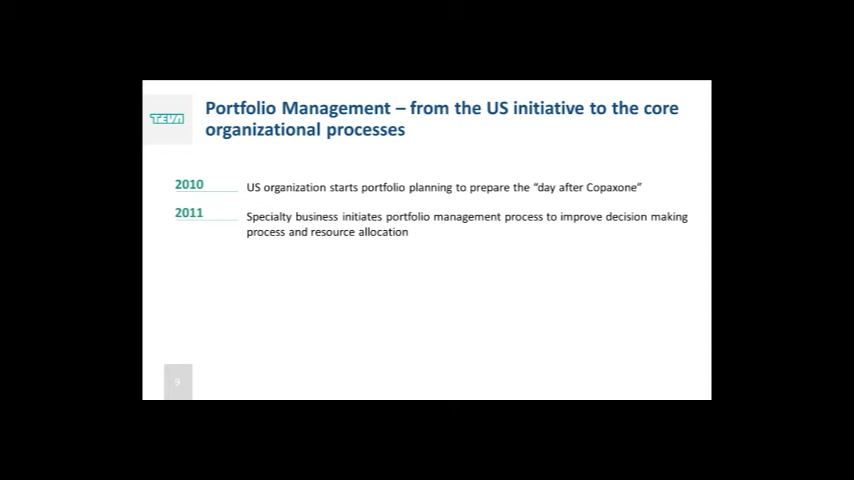 TEVA
Portfolio Management – from the US initiative to the core
organizational processes
2010
US organization starts portfolio planning to prepare the “day after Copaxone”
2011
Specialty business initiates portfolio management process to improve decision making
process and resource allocation
9